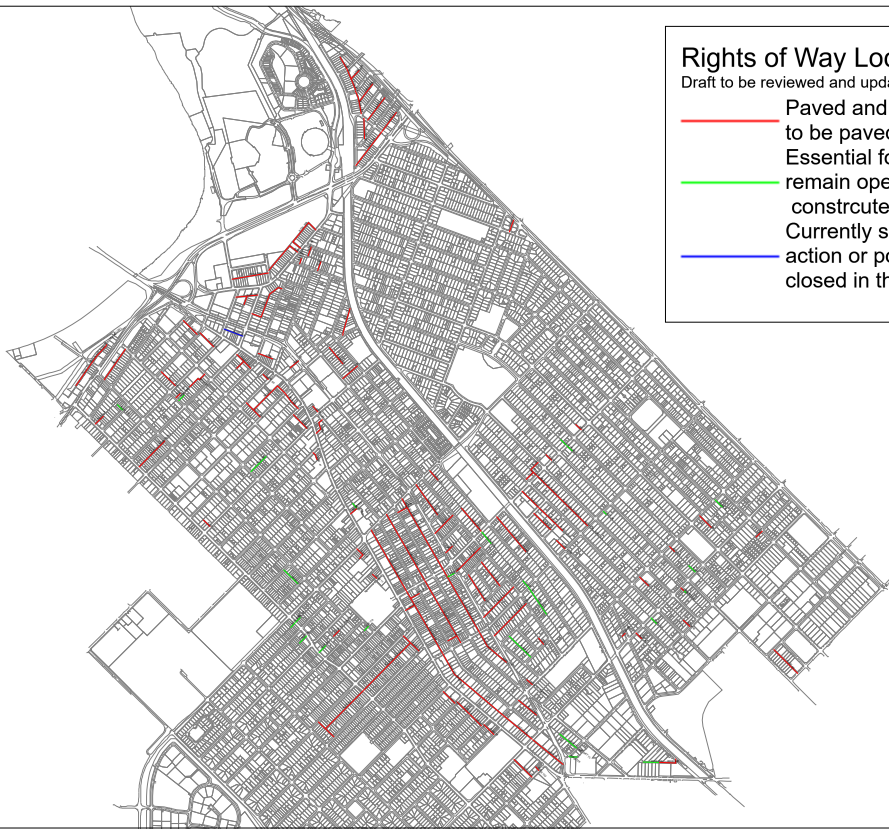 Rights of Way Loc
Draft to be reviewed and upda
Paved and
to be paved
Essential fo
remain ope
constrcute
Currently s
action or po
closed in th